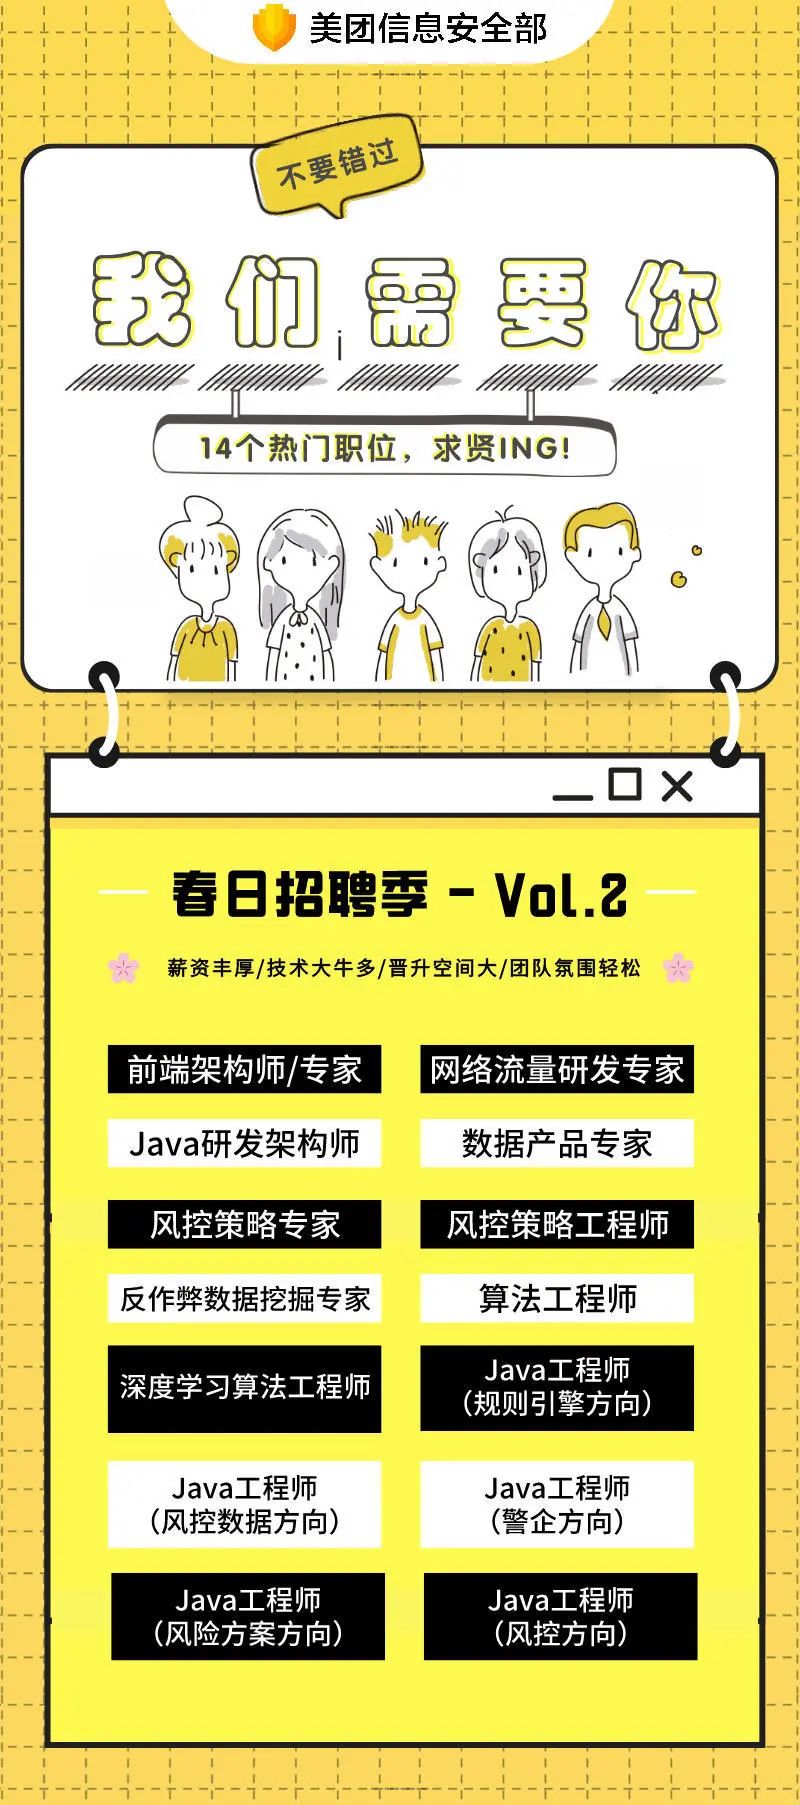 美团信息安全部
不要错过
我们需要你
i
14个热门职位，求贤ING!
春日招聘季 - Vol.2
薪资丰厚/技术大牛多/晋升空间大/团队氛围轻松
前端架构师/专家
网络流量研发专家
Java研发架构师
数据产品专家
风控策略专家
风控策略工程师
反作弊数据挖掘专家
算法工程师
深度学习算法工程师
Java工程师
（规则引擎方向）
Java工程师
（风控数据方向）
Java工程师
（警企方向）
Java工程师
（风险方案方向）
Java工程师
（风控方向）